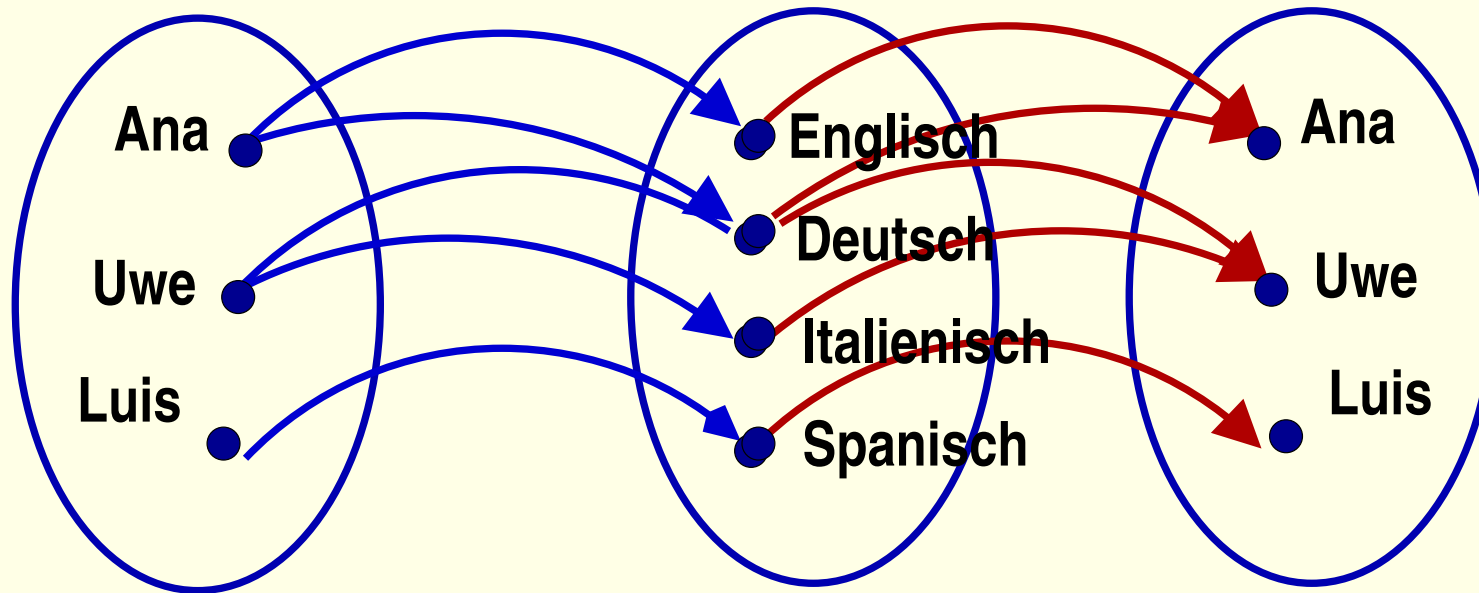 Ana
Uwe
Luis
Englisch
Deutsch
Italienisch
Spanisch
Ana
Uwe
Luis